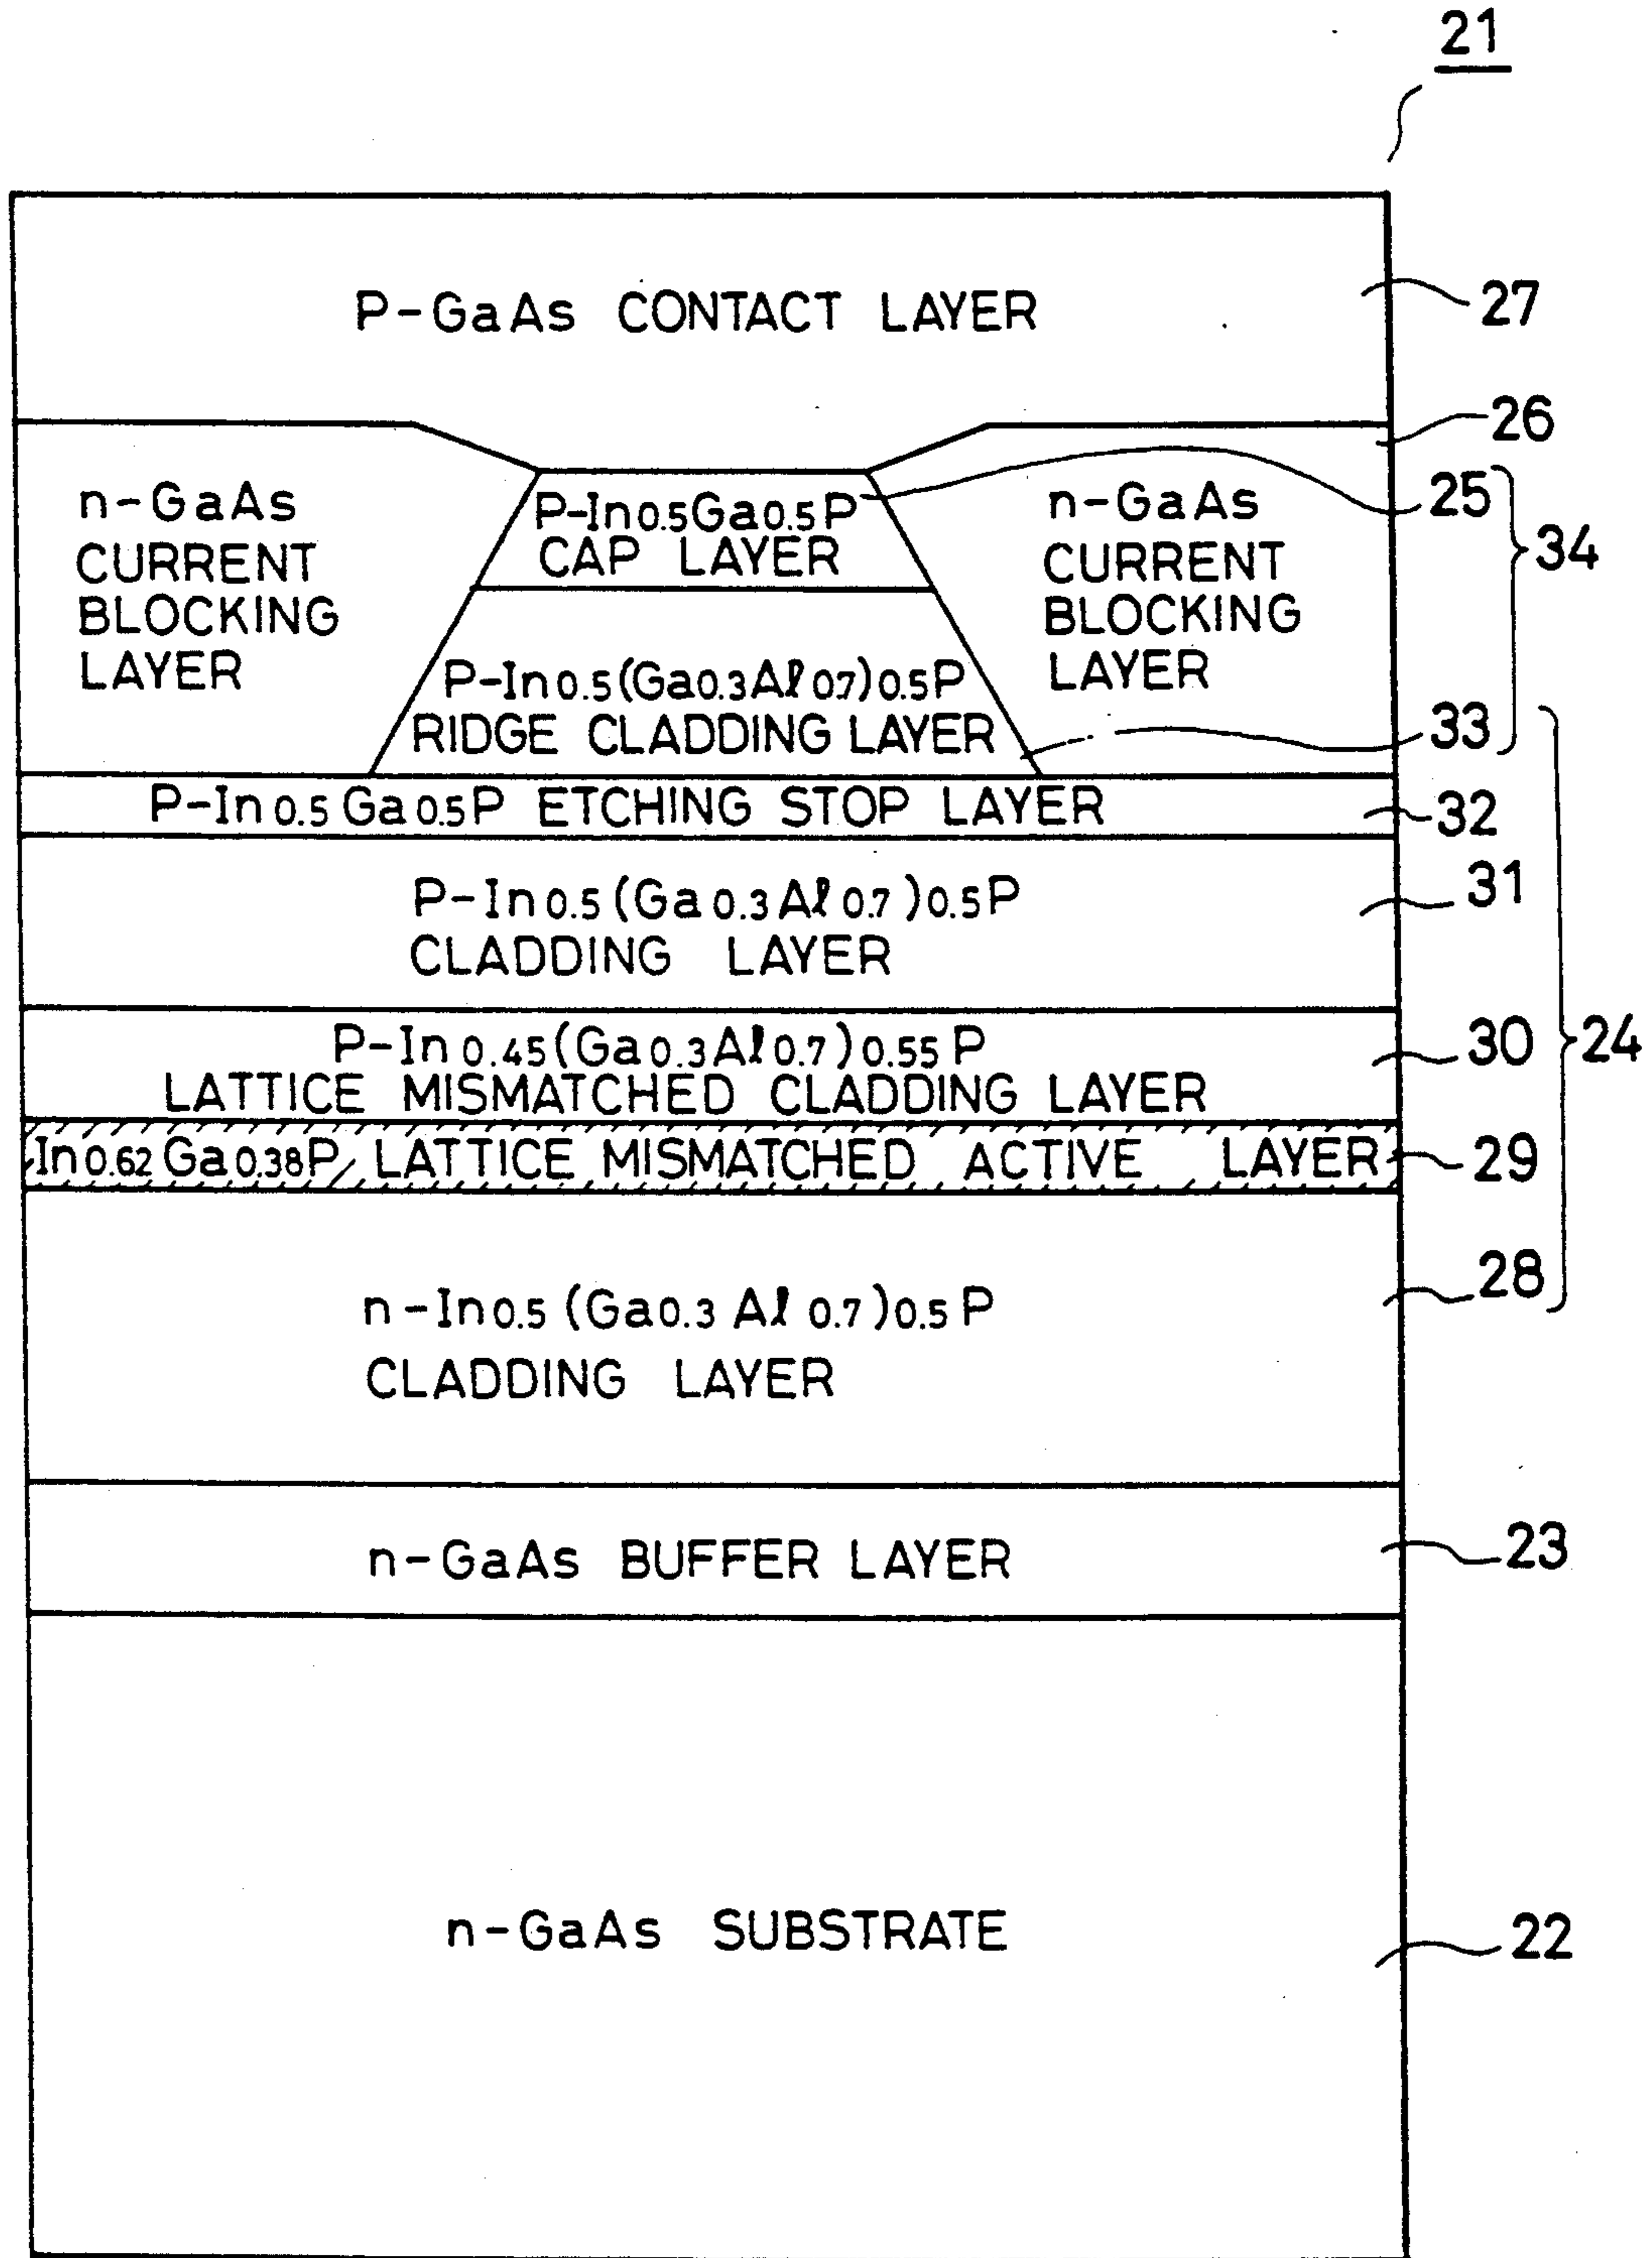 21
P-GaAs CONTACT LAYER
27
26
n-GaAs
CURRENT
BLOCKING
LAYER
P-In0.5Ga0.5P
CAP LAYER
n-GaAs
CURRENT
BLOCKING
LAYER
25
34
P-In0.5(Ga0.3Al07)0.5P
RIDGE CLADDING LAYER
33
P-In0.5Ga0.5P ETCHING STOP LAYER
32
P-In0.5(Ga0.3Al0.7)0.5P
CLADDING LAYER
31
P-In0.45(Ga0.3Al0.7)0.55P
LATTICE MISMATCHED CLADDING LAYER
30
24
In0.62Ga0.38P LATTICE MISMATCHED ACTIVE LAYER
29
n-In0.5(Ga0.3Al0.7)0.5P
CLADDING LAYER
28
n-GaAs BUFFER LAYER
23
n-GaAs SUBSTRATE
22